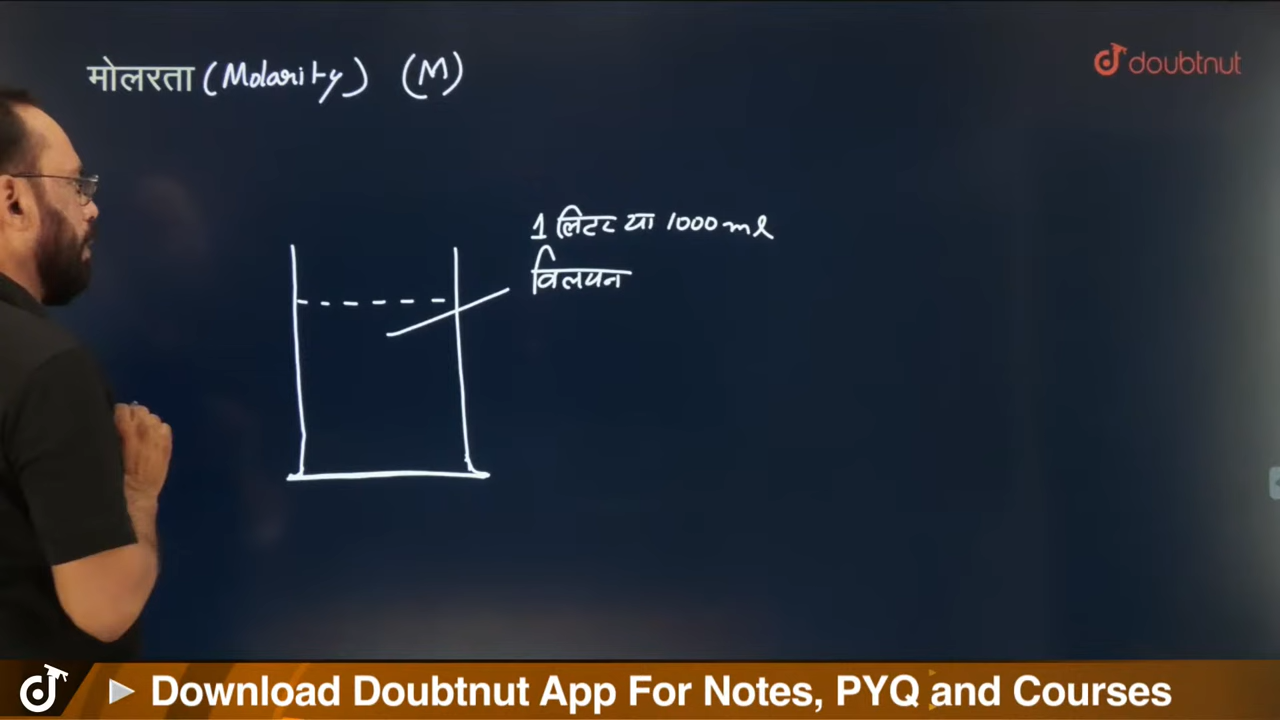 मोलरता (Molarity) (M)
doubtnut
1 लिटर या 1000 ml
विलयन
Download Doubtnut App For Notes, PYQ and Courses